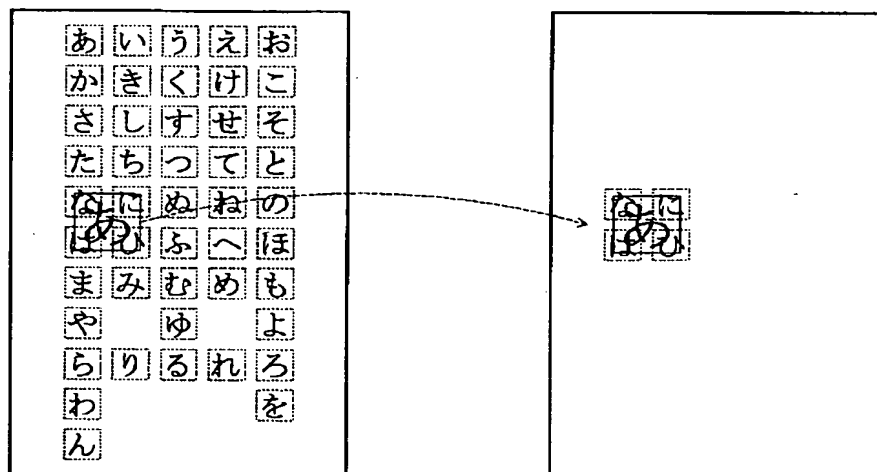 あ い う え お
か き く け こ
さ し す せ そ
た ち つ て と
な に ぬ ね の
あ
は ひ ふ へ ほ
ま み む め も
や ゆ よ
ら り る れ ろ
わ を
ん
な に
あ
は ひ